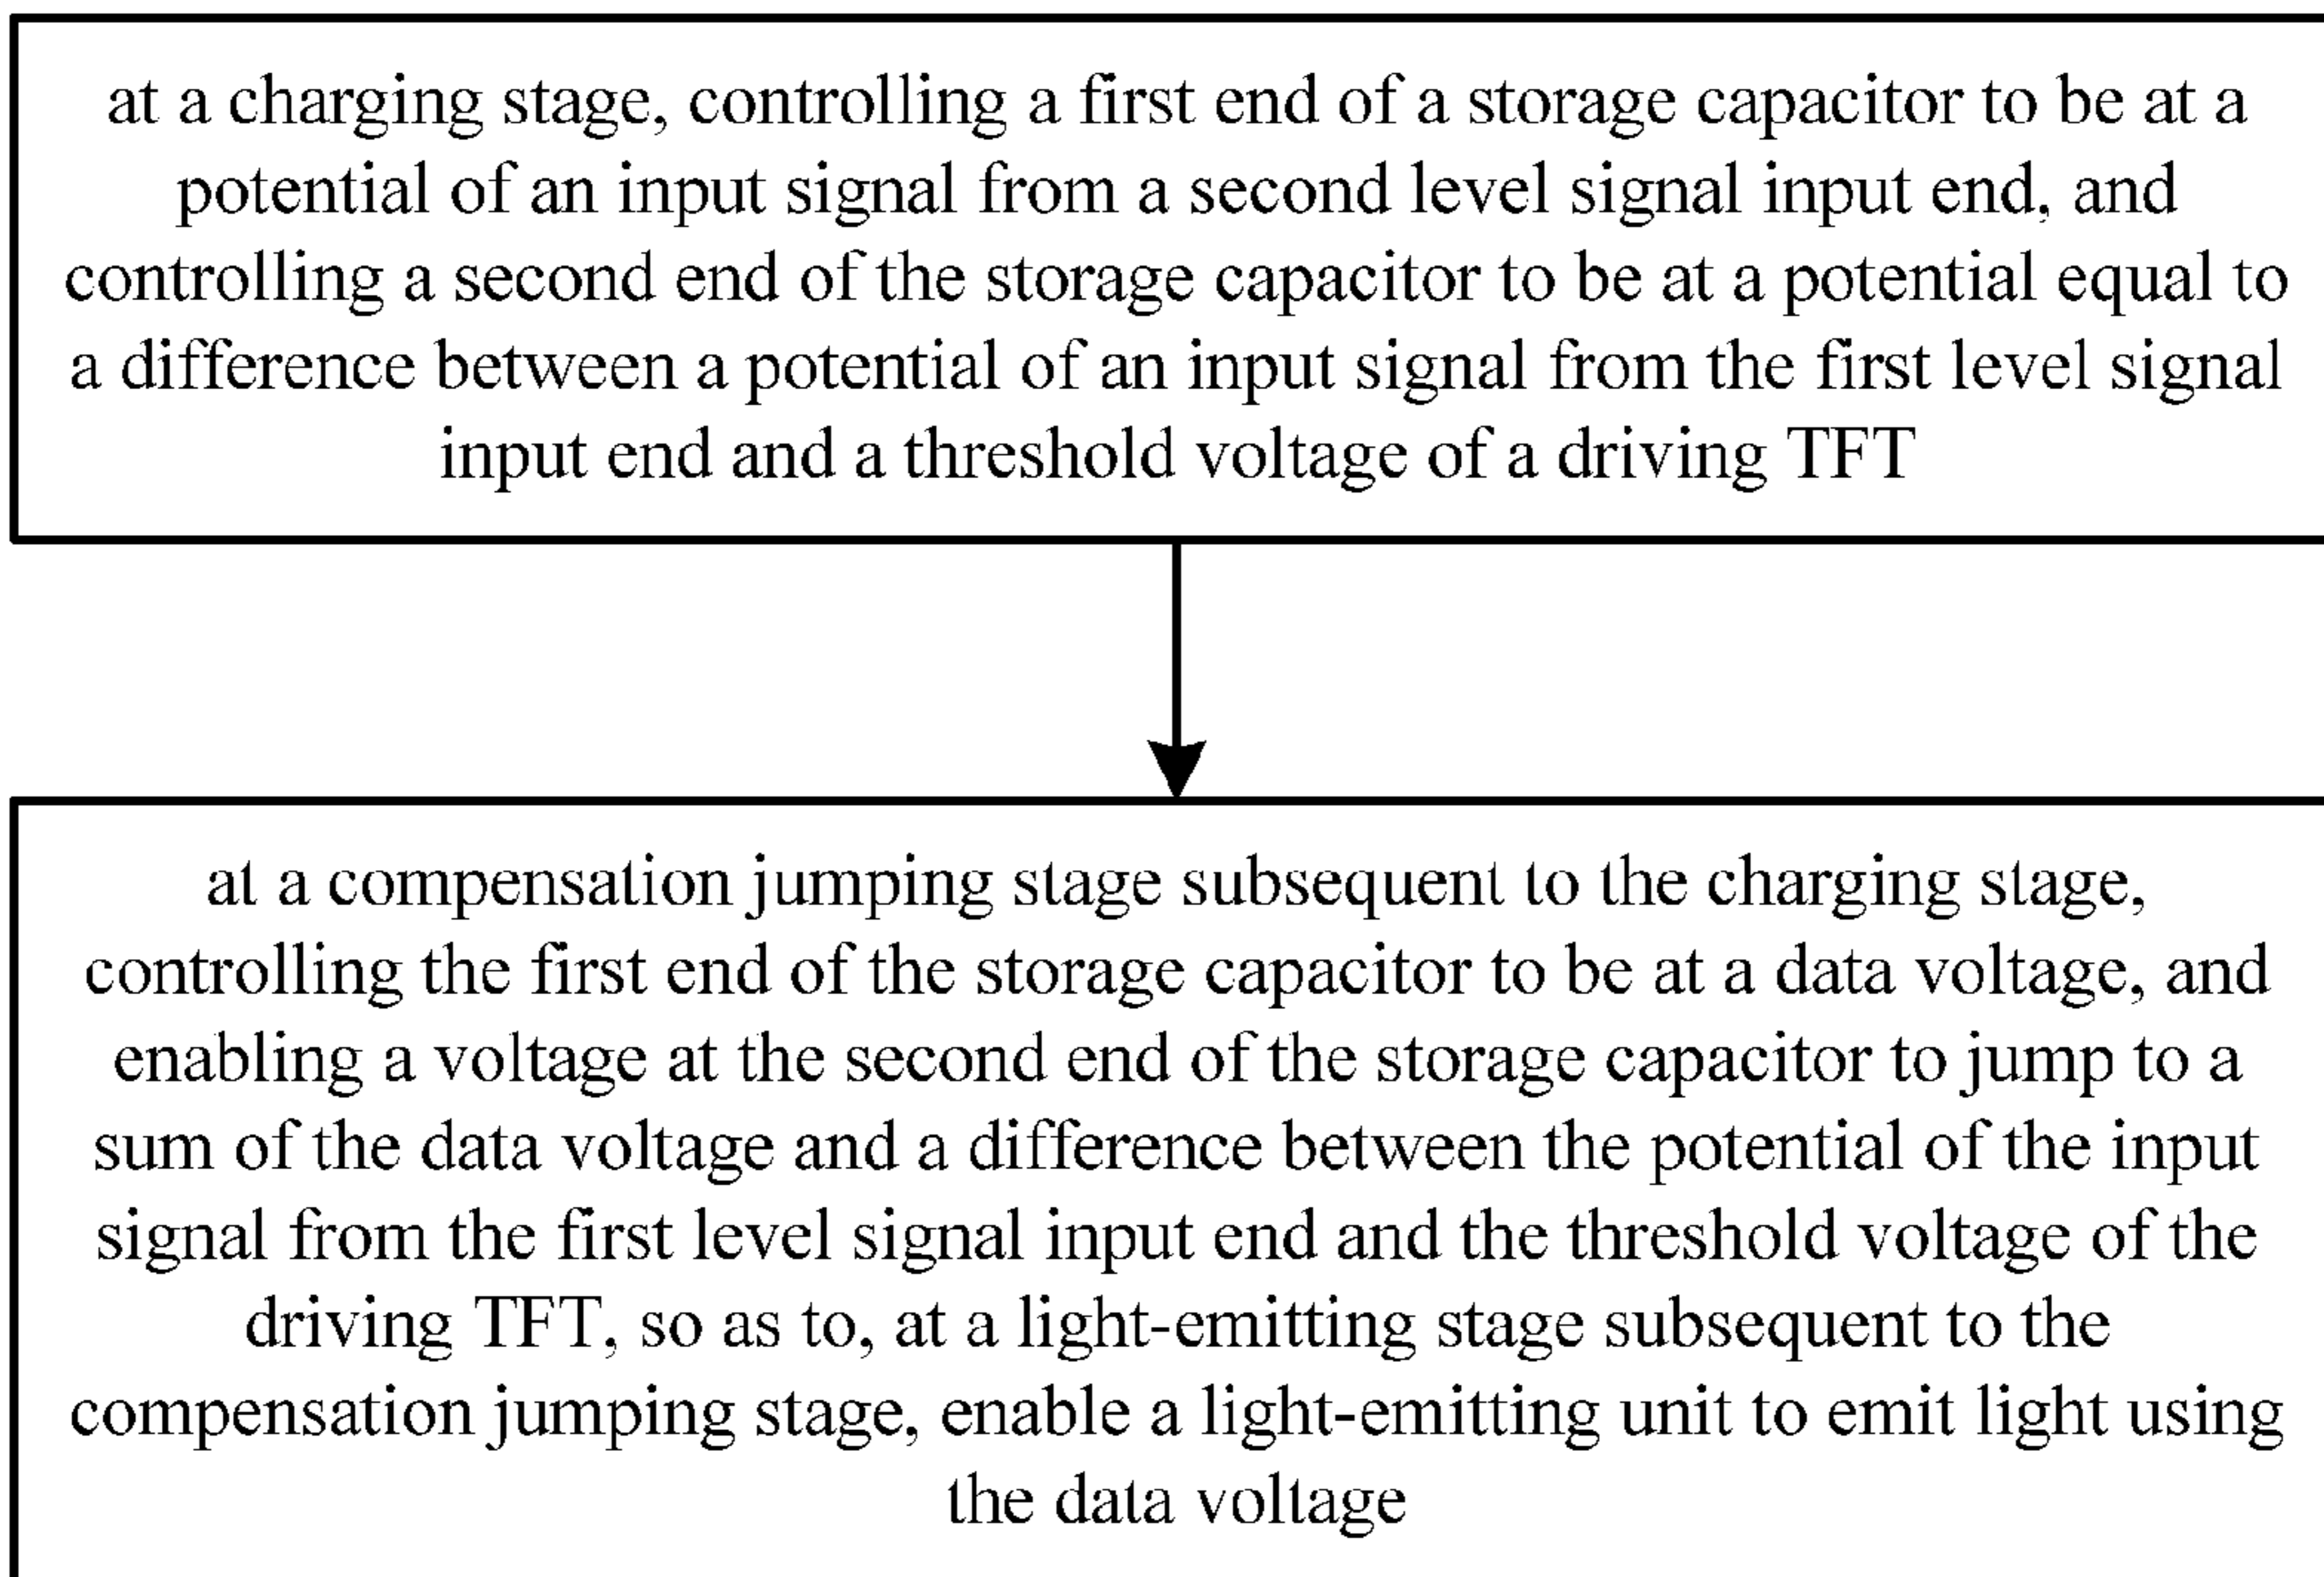 at a charging stage, controlling a first end of a storage capacitor to be at a
potential of an input signal from a second level signal input end, and
controlling a second end of the storage capacitor to be at a potential equal to
a difference between a potential of an input signal from the first level signal
input end and a threshold voltage of a driving TFT
at a compensation jumping stage subsequent to the charging stage,
controlling the first end of the storage capacitor to be at a data voltage, and
enabling a voltage at the second end of the storage capacitor to jump to a
sum of the data voltage and a difference between the potential of the input
signal from the first level signal input end and the threshold voltage of the
driving TFT, so as to, at a light-emitting stage subsequent to the
compensation jumping stage, enable a light-emitting unit to emit light using
the data voltage